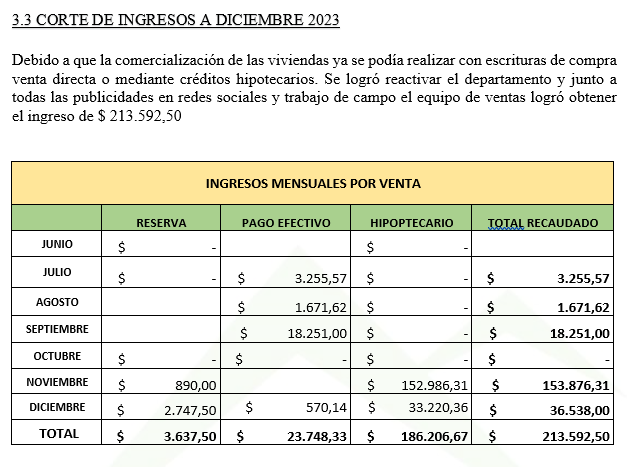 3.3 CORTE DE INGRESOS A DICIEMBRE 2023
Debido a que la comercialización de las viviendas ya se podía realizar con escrituras de compra
venta directa o mediante créditos hipotecarios. Se logró reactivar el departamento y junto a
todas las publicidades en redes sociales y trabajo de campo el equipo de ventas logró obtener
el ingreso de $ 213.592,50
INGRESOS MENSUALES POR VENTA
RESERVA PAGO EFECTIVO HIPOPTECARIO TOTAL RECAUDADO
JUNIO $ - $ -
JULIO $ - $ 3.255,57 $ - $ 3.255,57
AGOSTO $ 1.671,62 $ - $ 1.671,62
SEPTIEMBRE $ 18.251,00 $ - $ 18.251,00
OCTUBRE $ - $ - $ - $ -
NOVIEMBRE $ 890,00 $ 152.986,31 $ 153.876,31
DICIEMBRE $ 2.747,50 $ 570,14 $ 33.220,36 $ 36.538,00
TOTAL $ 3.637,50 $ 23.748,33 $ 186.206,67 $ 213.592,50